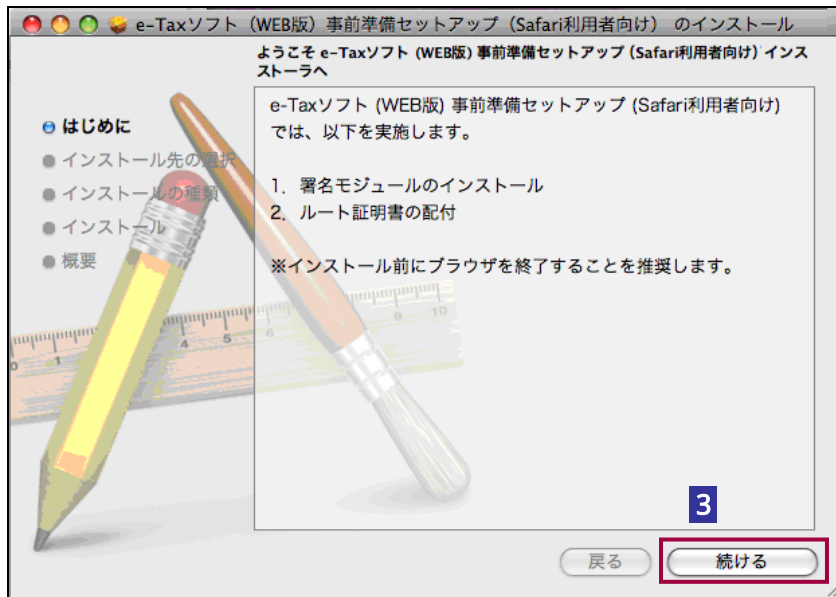 e-Taxソフト（WEB版）事前準備セットアップ（Safari利用者向け） のインストール
ようこそ e-Taxソフト (WEB版) 事前準備セットアップ (Safari利用者向け) インス
ストーラへ
はじめに
インストール先の選択
インストールの種類
インストール
概要
e-Taxソフト (WEB版) 事前準備セットアップ (Safari利用者向け)
では、以下を実施します。
1．署名モジュールのインストール
2．ルート証明書の配付
※インストール前にブラウザを終了することを推奨します。
0 1 4 5 6 9 10
3
戻る
続ける